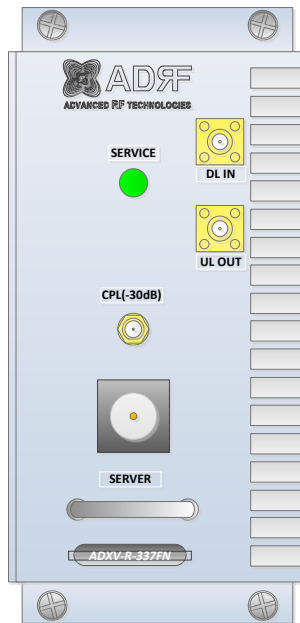 ADRF
ADVANCED RF TECHNOLOGIES
SERVICE
DL IN
UL OUT
CPL(-30dB)
SERVER
ADXV-R-337FN